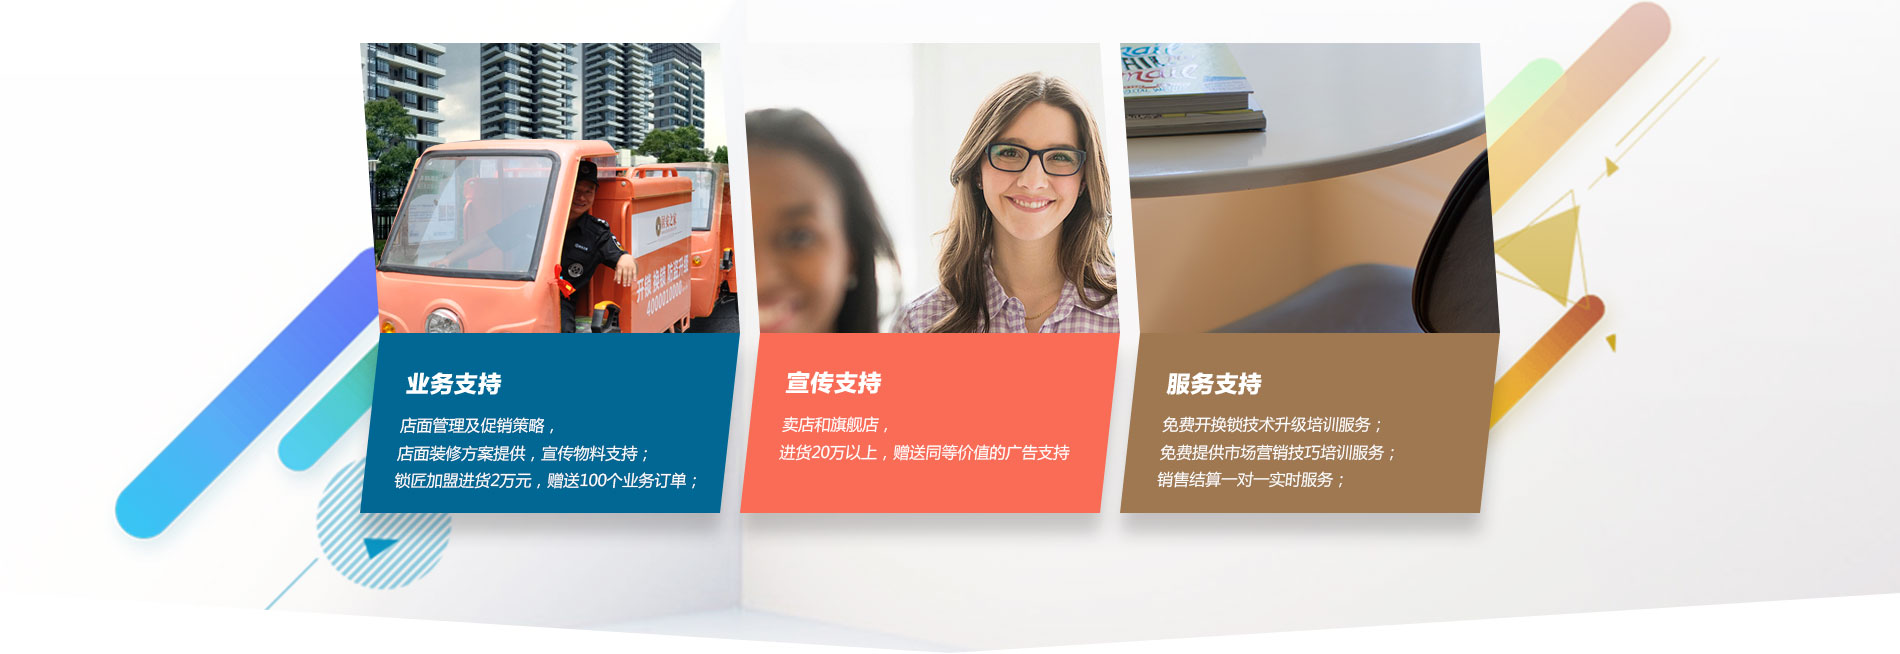 开锁 换锁 防盗升级
4000010000
业务支持
店面管理及促销策略，
店面装修方案提供，宣传物料支持；
锁匠加盟进货2万元，赠送100个业务订单；
宣传支持
卖店和旗舰店，
进货20万以上，赠送同等价值的广告支持
服务支持
免费开换锁技术升级培训服务；
免费提供市场营销技巧培训服务；
销售结算一对一实时服务；